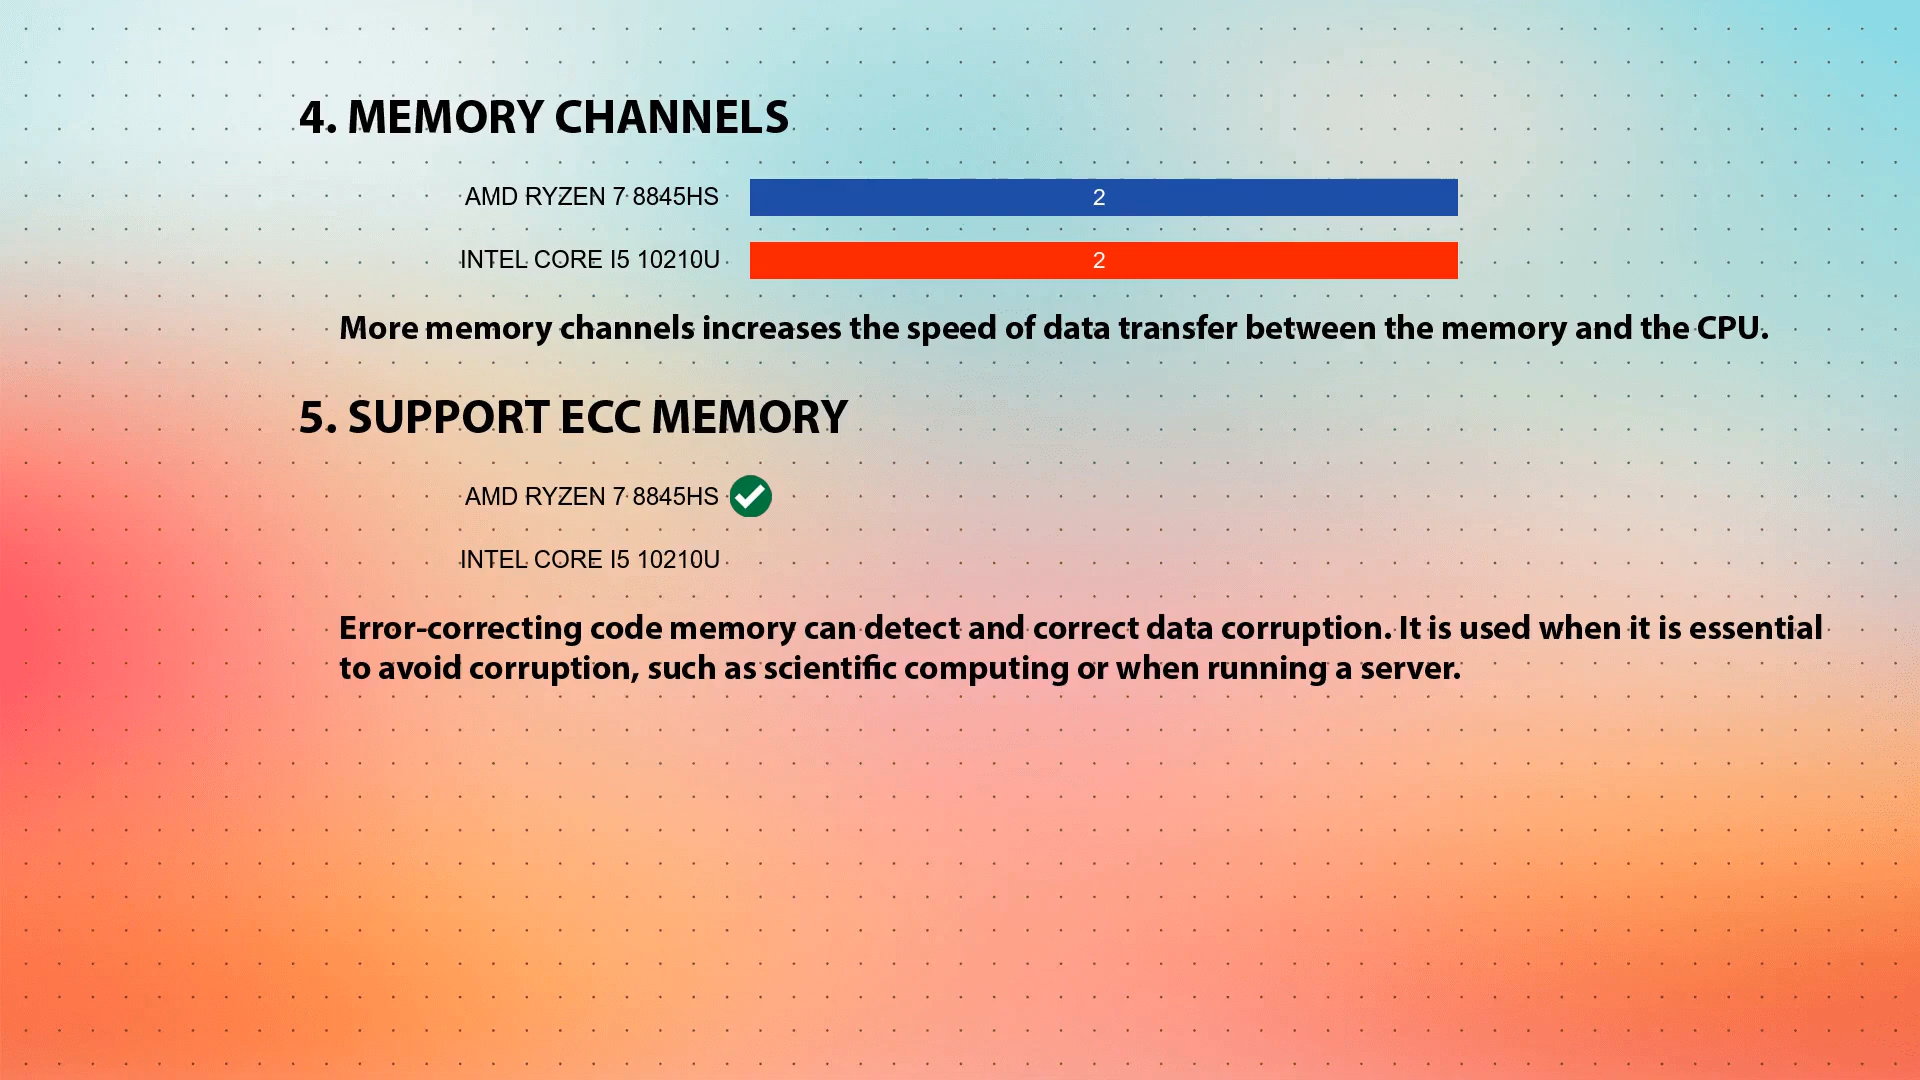 4. MEMORY CHANNELS
AMD RYZEN 7 8845HS
2
INTEL CORE I5 10210U
2
More memory channels increases the speed of data transfer between the memory and the CPU.
5. SUPPORT ECC MEMORY
AMD RYZEN 7 8845HS
INTEL CORE I5 10210U
Error-correcting code memory can detect and correct data corruption. It is used when it is essential
to avoid corruption, such as scientific computing or when running a server.